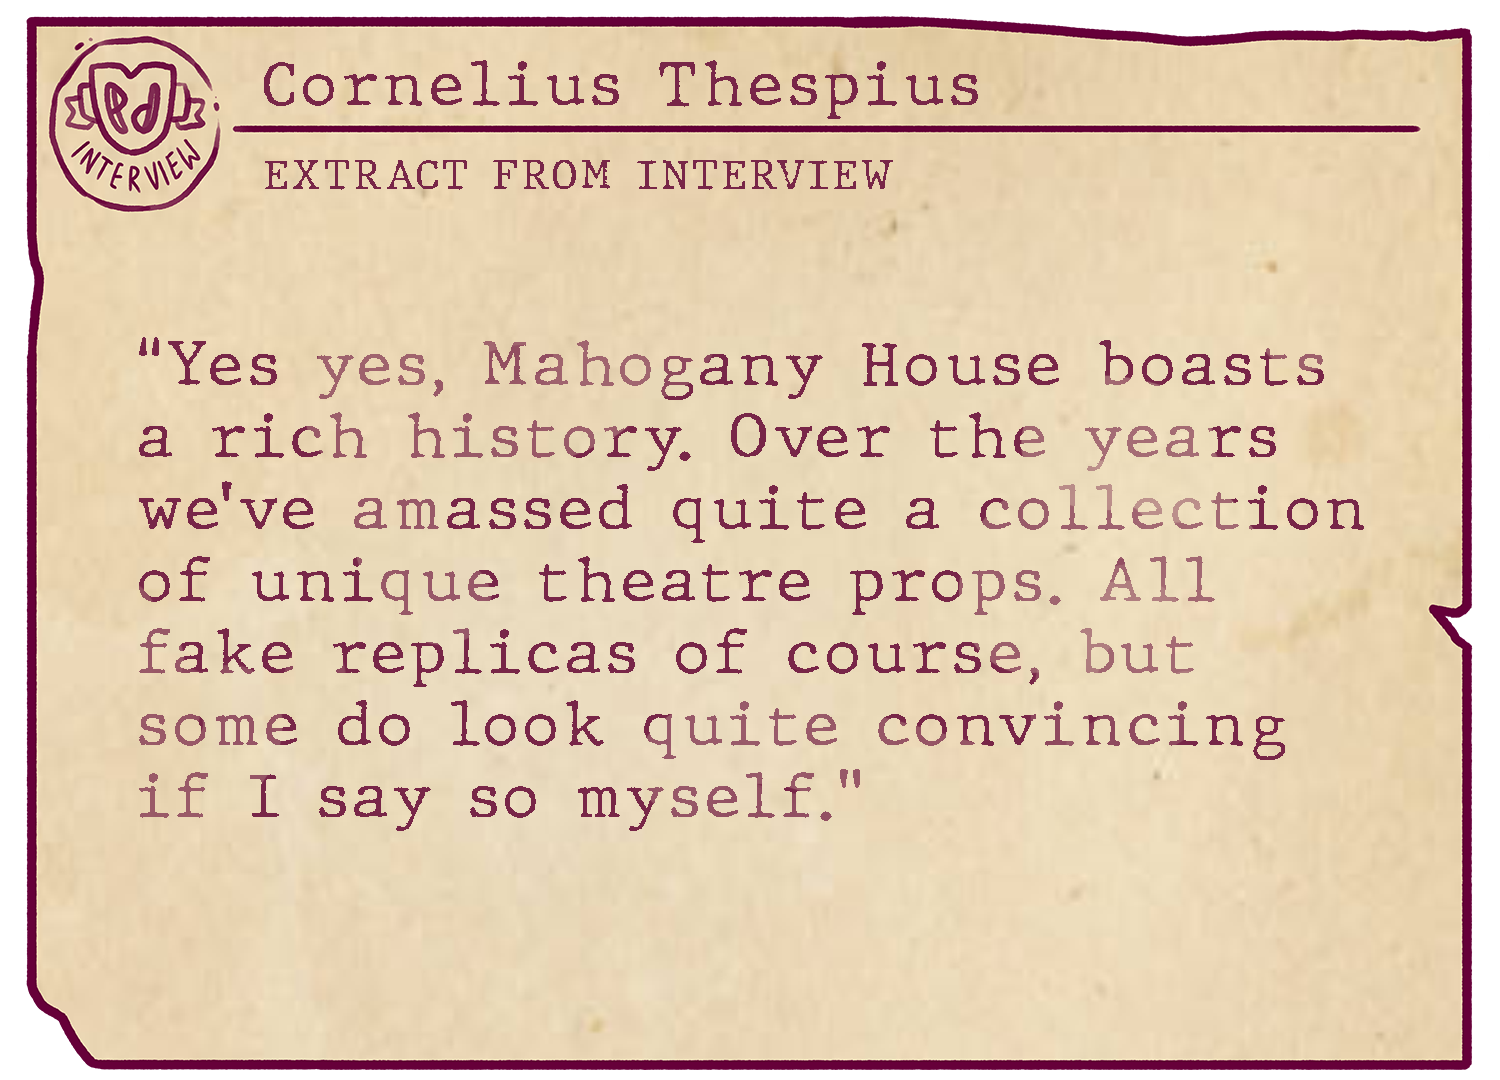 Cornelius Thespius
Pd
INTERVIEW
EXTRACT FROM INTERVIEW
"Yes yes, Mahogany House boasts
a rich history. Over the years
we've amassed quite a collection
of unique theatre props. All
fake replicas of course, but
some do look quite convincing
if I say so myself."